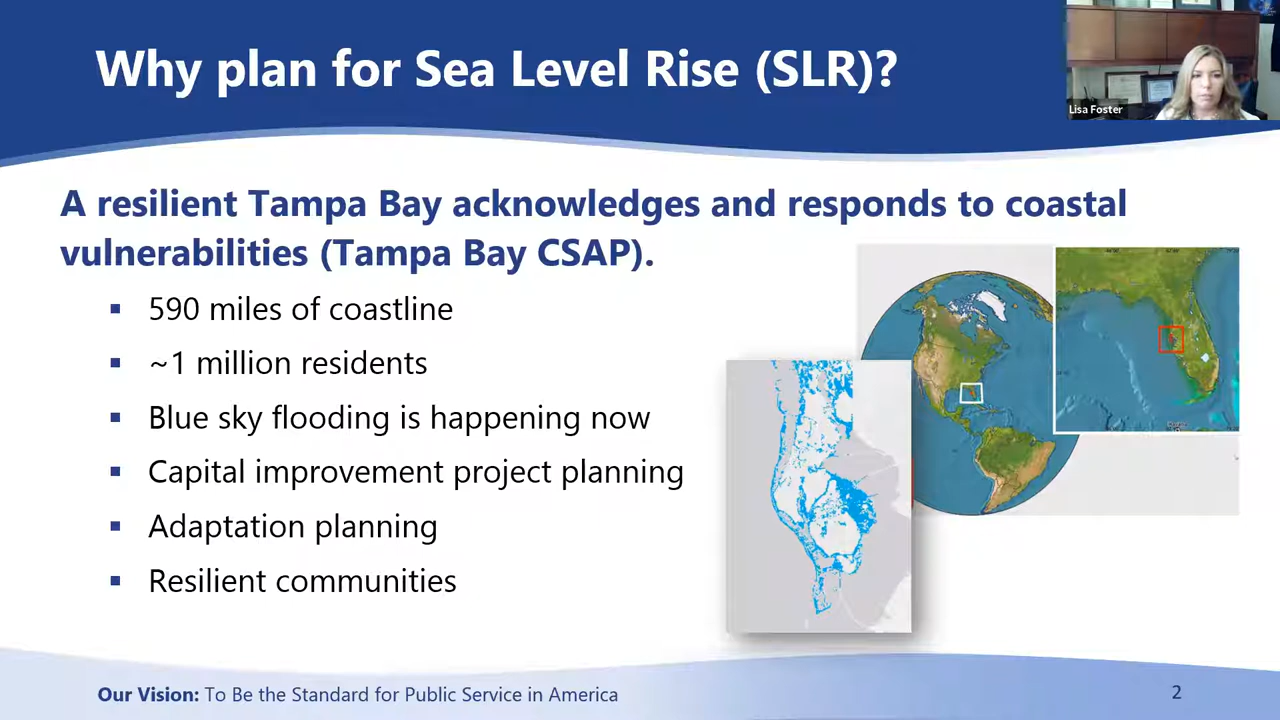 Why plan for Sea Level Rise (SLR)?
Lisa Foster
A resilient Tampa Bay acknowledges and responds to coastal
vulnerabilities (Tampa Bay CSAP).
▪ 590 miles of coastline
▪ ~1 million residents
▪ Blue sky flooding is happening now
▪ Capital improvement project planning
▪ Adaptation planning
▪ Resilient communities
Our Vision: To Be the Standard for Public Service in America
2